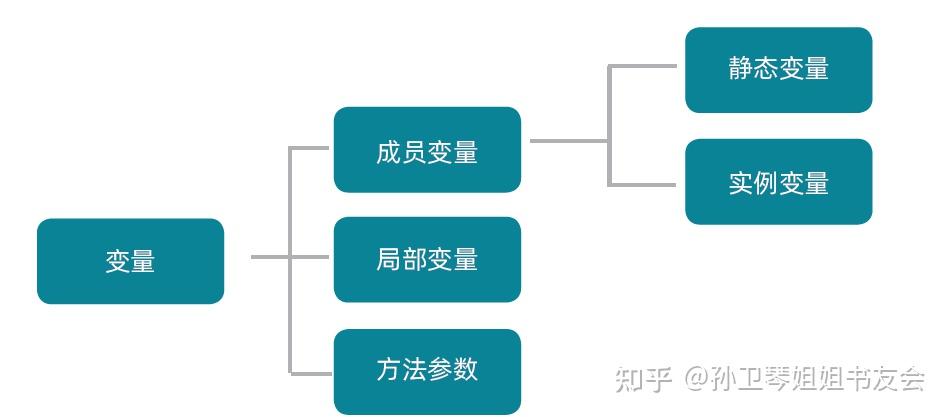 静态变量
成员变量
实例变量
变量
局部变量
方法参数
知乎 @孙卫琴姐姐书友会